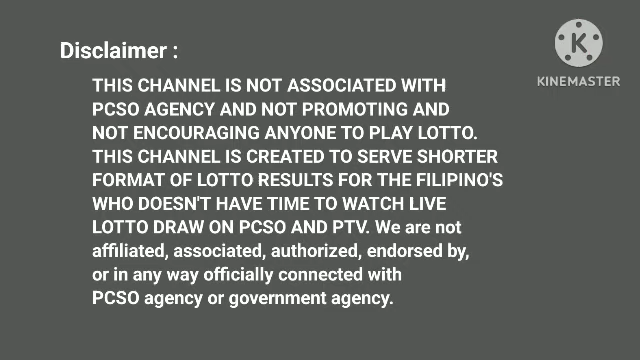 Disclaimer :
THIS CHANNEL IS NOT ASSOCIATED WITH
PCSO AGENCY AND NOT PROMOTING AND
NOT ENCOURAGING ANYONE TO PLAY LOTTO.
THIS CHANNEL IS CREATED TO SERVE SHORTER
FORMAT OF LOTTO RESULTS FOR THE FILIPINO'S
WHO DOESN'T HAVE TIME TO WATCH LIVE
LOTTO DRAW ON PCSO AND PTV. We are not
affiliated, associated, authorized, endorsed by,
or in any way officially connected with
PCSO agency or government agency.
K
KINEMASTER